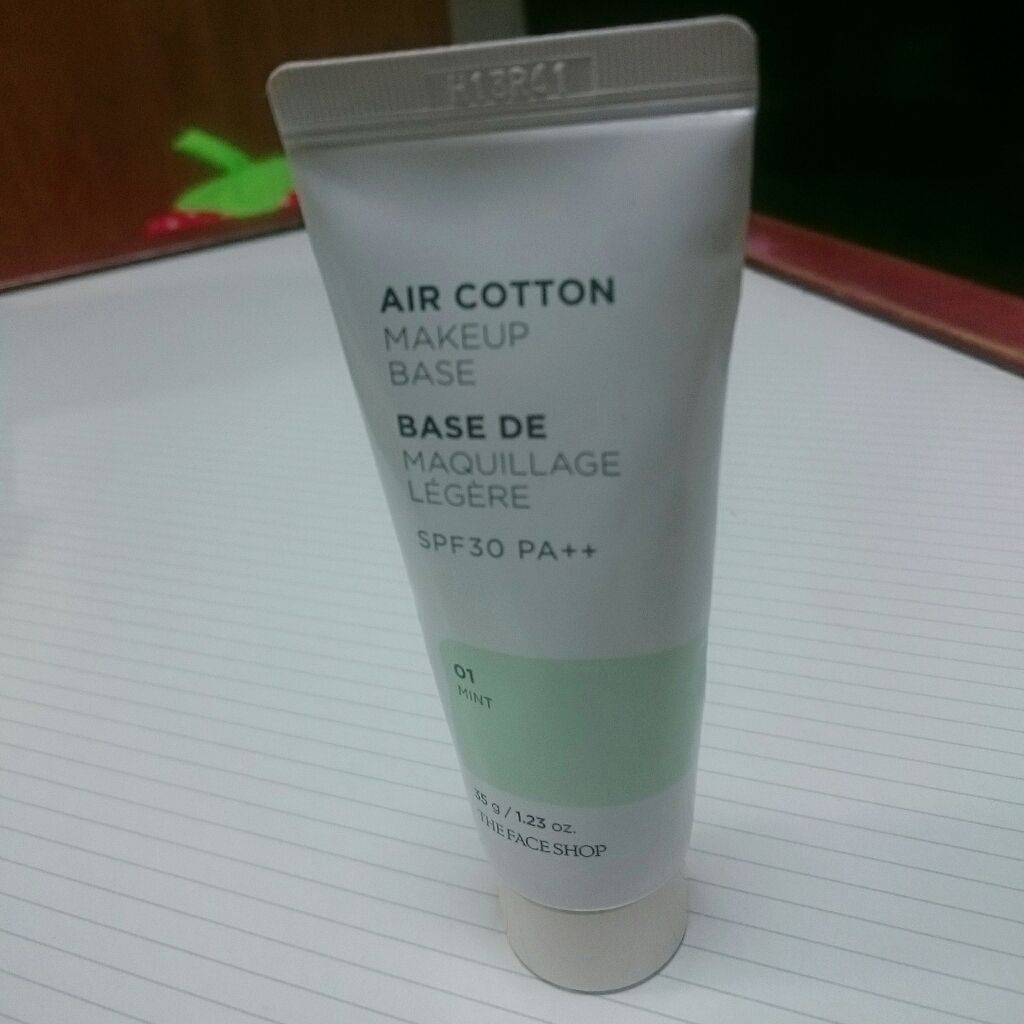 H13R61
AIR COTTON
MAKEUP
BASE
BASE DE
MAQUILLAGE
LÉGÈRE
SPF30 PA++
01
MINT
35 g / 1.23 oz.
THE FACE SHOP